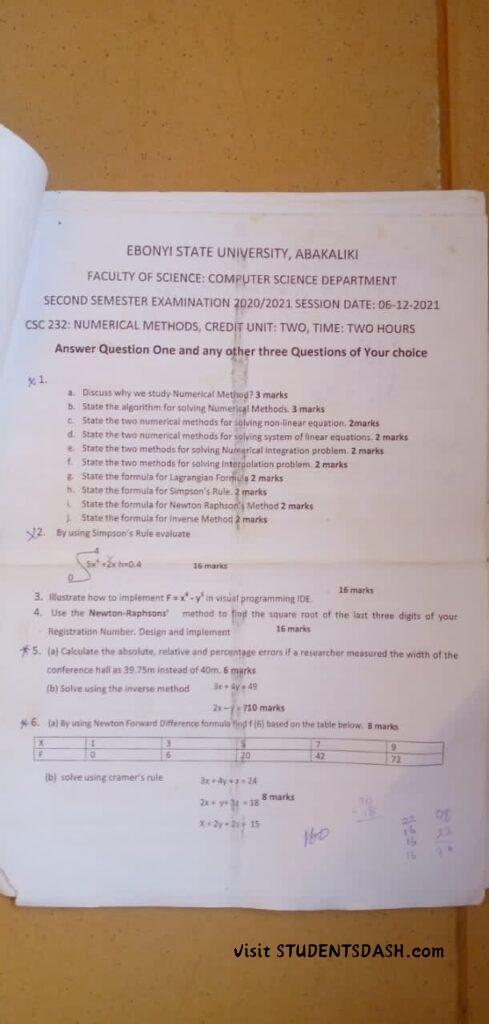 EBONYI STATE UNIVERSITY, ABAKALIKI
FACULTY OF SCIENCE: COMPUTER SCIENCE DEPARTMENT
SECOND SEMESTER EXAMINATION 2020/2021 SESSION DATE: 06-12-2021
CSC 232: NUMERICAL METHODS, CREDIT UNIT: TWO, TIME: TWO HOURS
Answer Question One and any other three Questions of Your choice
1.
a. Discuss why we study Numerical Method? 3 marks
b. State the algorithm for solving Numerical Methods. 3 marks
c. State the two numerical methods for solving non-linear equation. 2marks
d. State the two numerical methods for solving system of linear equations. 2 marks
e. State the two methods for solving Numerical integration problem. 2 marks
f. State the two methods for solving Interpolation problem. 2 marks
g. State the formula for Lagrangian Formula 2 marks
h. State the formula for Simpson's Rule. 2 marks
i. State the formula for Newton Raphson's Method 2 marks
j. State the formula for Inverse Method 2 marks
2. By using Simpson's Rule evaluate
4
5x⁴ +2x h=0.4 16 marks
0
16 marks
3. Illustrate how to implement in visual programming IDE.
4. Use the Newton-Raphsons' method to find the square root of the last three digits of your
Registration Number. Design and implement 16 marks
5. (a) Calculate the absolute, relative and percentage errors if a researcher measured the width of the
conference hall as 39.75m instead of 40m. 6 marks
(b) Solve using the inverse method 3x + 4y = 49
2x – y = 710 marks
6. (a) By using Newton Forward Difference formula find f (6) based on the table below. 8 marks
X 1 3 5 7 9
F 0 6 20 42 72
(b) solve using cramer's rule 3x + 4y + z = 24
8 marks
2x + y+ 3z = 18
X + 2y + 2z + 15
160
22 98
16 22
16
16
Visit STUDENTSDASH.com